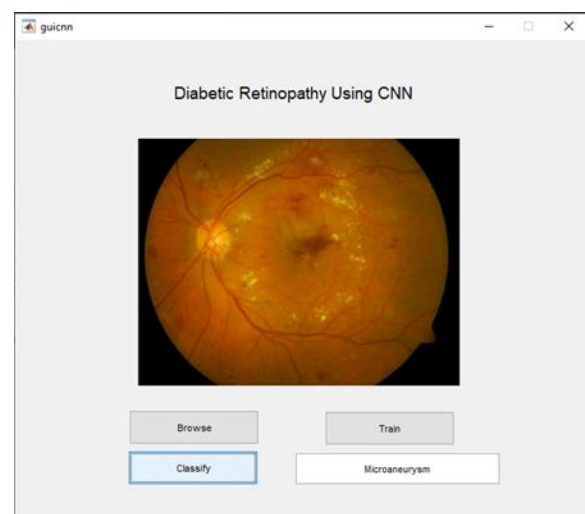 guicnn
Diabetic Retinopathy Using CNN
Browse
Train
Classify
Microaneurysm